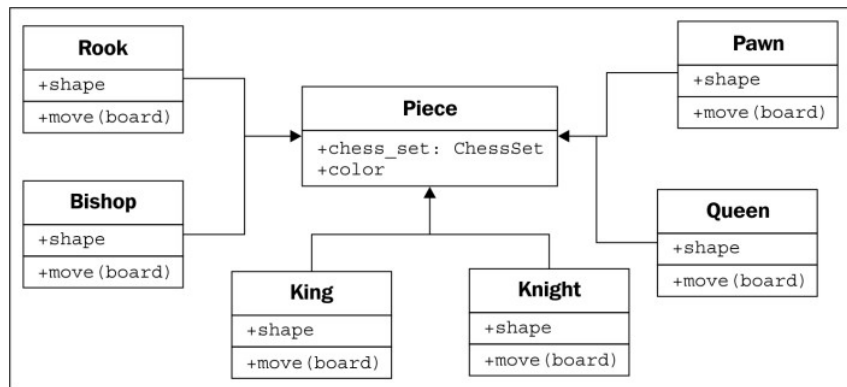 Rook
+shape
+move(board)
Pawn
+shape
+move(board)
Piece
+chess_set: ChessSet
+color
Bishop
+shape
+move(board)
Queen
+shape
+move(board)
King
+shape
+move(board)
Knight
+shape
+move(board)